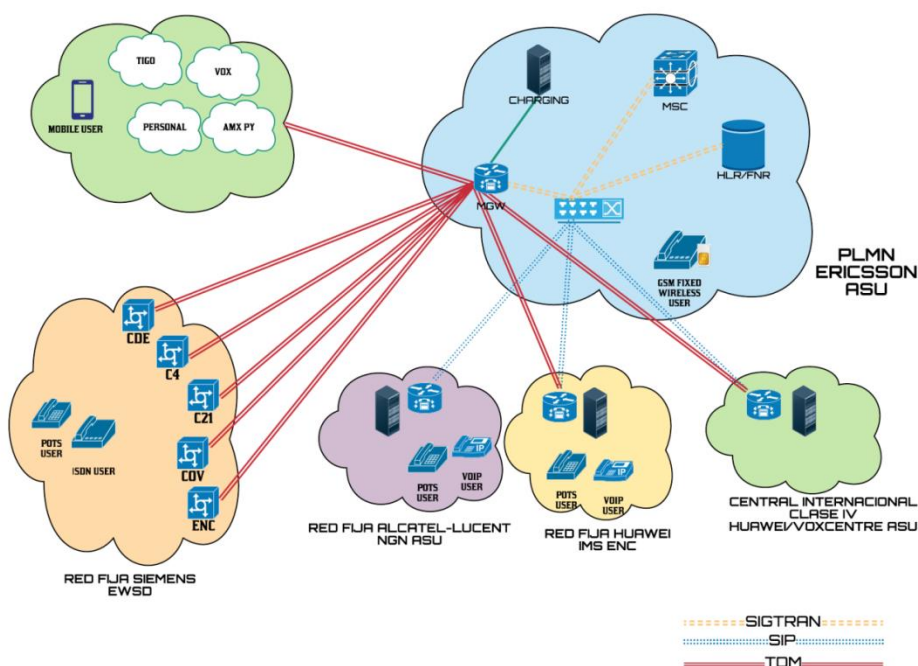 TIGO
VOX
MOBILE USER
PERSONAL
AMX PY
CHARGING
MSC
HLR/FNR
MGW
GSM FIXED
WIRELESS
USER
PLMN
ERICSSON
ASU
CDE
C4
C21
COV
ENC
POTS
USER
ISDN USER
RED FIJA SIEMENS
EWSD
POTS
USER
VOIP
USER
IP
RED FIJA ALCATEL-LUCENT
NGN ASU
POTS
USER
VOIP
USER
IP
RED FIJA HUAWEI
IMS ENC
CENTRAL INTERNACIONAL
CLASE IV
HUAWEI/VOXCENTRE ASU
SIGTRAN
SIP
TDM